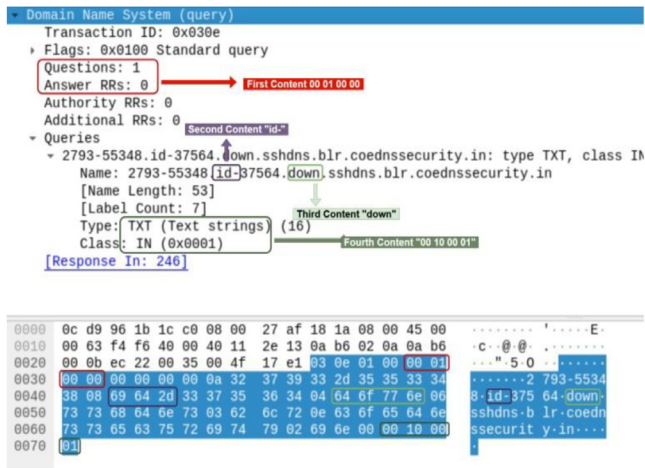 Domain Name System (query)
Transaction ID: 0x030e
Flags: 0x0100 Standard query
Questions: 1
Answer RRs: 0
First Content 00 01 00 00
Authority RRs: 0
Additional RRs: 0
Second Content "id-"
Queries
2793-55348.id-37564.down.sshdns.blr.coednssecurity.in: type TXT, class IN
Name: 2793-55348.id-37564.down.sshdns.blr.coednssecurity.in
[Name Length: 53]
[Label Count: 7]
Third Content "down"
Type: TXT (Text strings) (16)
Class: IN (0x0001)
Fourth Content "00 10 00 01"
[Response In: 246]
0000 0c d9 96 1b 1c c0 08 00 27 af 18 1a 08 00 45 00 ········ '·····E·
0010 00 63 f4 f6 40 00 40 11 2e 13 0a b6 02 0a 0a b6 ·c··@·@· .·······
0020 00 0b ec 22 00 35 00 4f 17 e1 03 0e 01 00 00 01 ···"·5·O ········
0030 00 00 00 00 00 00 0a 32 37 39 33 2d 35 35 33 34 ·······2 793-5534
0040 38 08 69 64 2d 33 37 35 36 34 04 64 6f 77 6e 06 8·id-375 64·down·
0050 73 73 68 64 6e 73 03 62 6c 72 0e 63 6f 65 64 6e sshdns·b lr·coedn
0060 73 73 65 63 75 72 69 74 79 02 69 6e 00 00 10 00 ssecurit y·in····
0070 01 ·